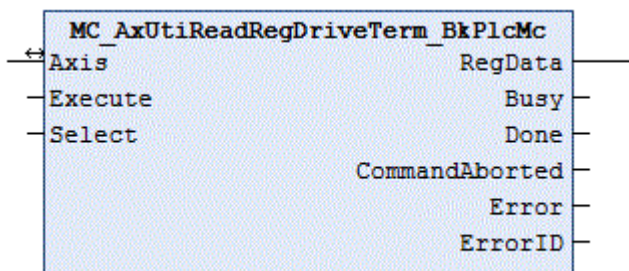 MC_AxUtiReadRegDriveTerm_BkPlcMc
Axis RegData
Execute Busy
Select Done
CommandAborted
Error
ErrorID